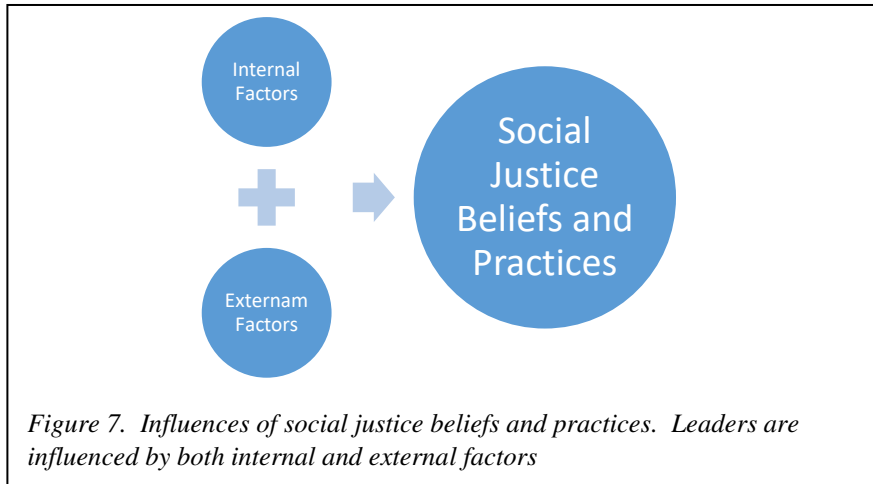 Internal
Factors
Externam
Factors
Social
Justice
Beliefs and
Practices
Figure 7.  Influences of social justice beliefs and practices.  Leaders are
influenced by both internal and external factors